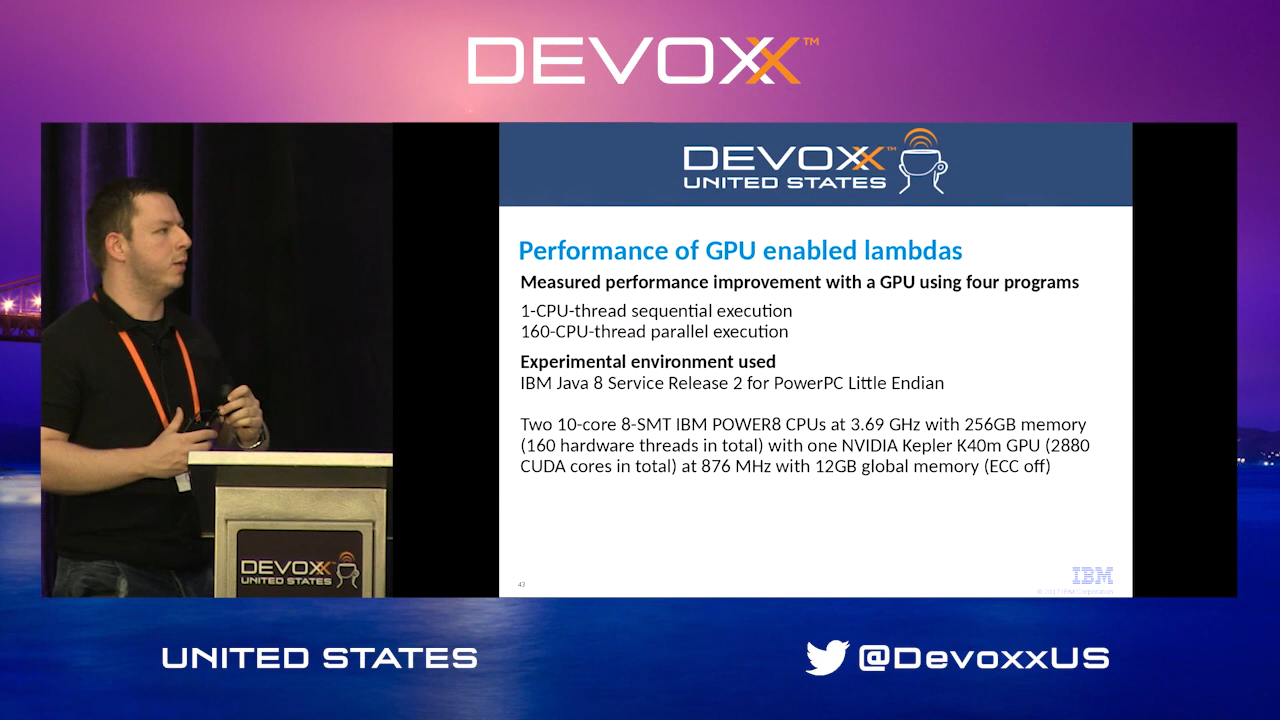 DEVOXX™
DEVOXX™
UNITED STATES
Performance of GPU enabled lambdas
Measured performance improvement with a GPU using four programs
1-CPU-thread sequential execution
160-CPU-thread parallel execution
Experimental environment used
IBM Java 8 Service Release 2 for PowerPC Little Endian
Two 10-core 8-SMT IBM POWER8 CPUs at 3.69 GHz with 256GB memory
(160 hardware threads in total) with one NVIDIA Kepler K40m GPU (2880
CUDA cores in total) at 876 MHz with 12GB global memory (ECC off)
43
IBM
© 2017 IBM Corporation
DEVOXX
UNITED STATES
UNITED STATES
@DevoxxUS